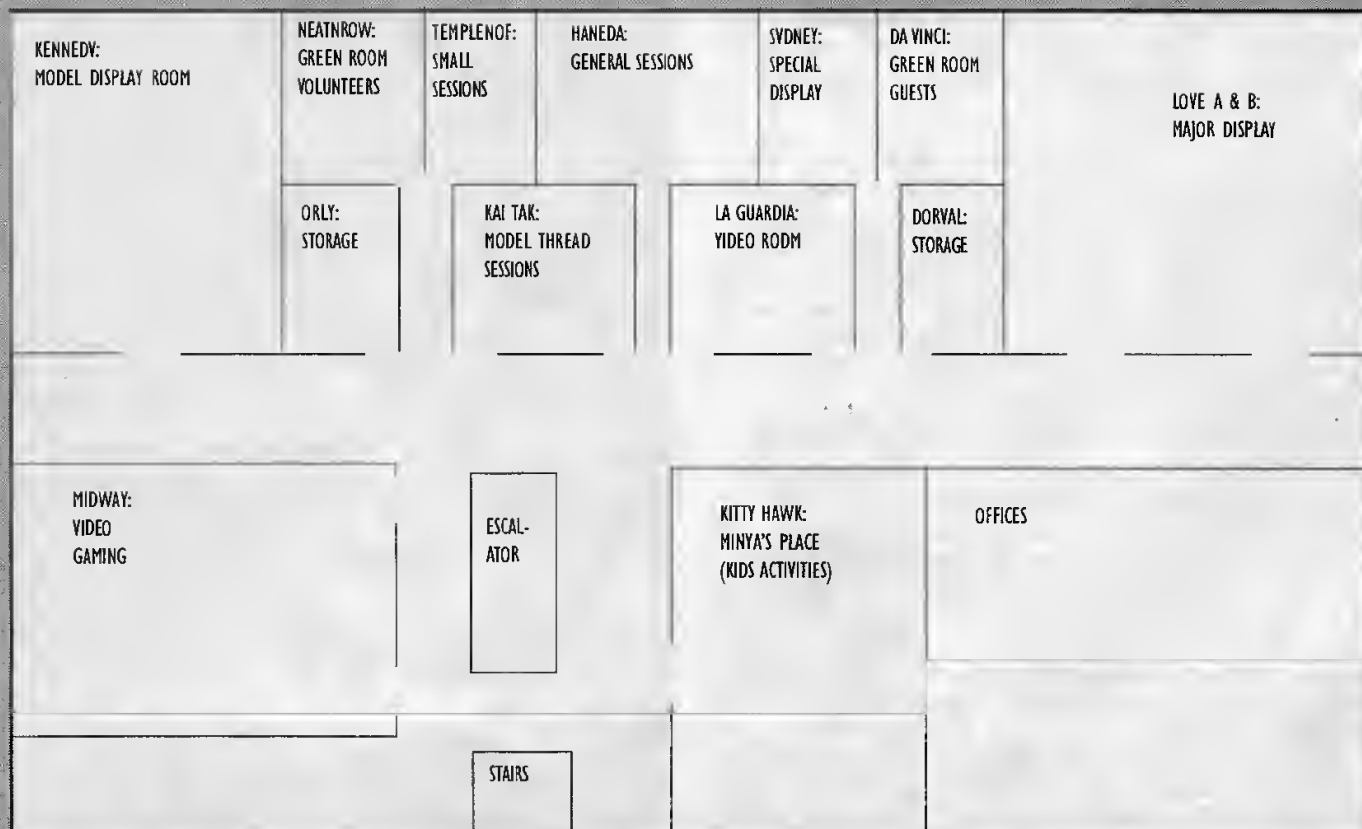 KENNEDV:
MODEL DISPLAY ROOM
NEATNROW:
GREEN ROOM
VOLUNTEERS
TEMPLENOF:
SMALL
SESSIONS
HANEDA:
GENERAL SESSIONS
SVDNEY:
SPECIAL
DISPLAY
DA VINCI:
GREEN ROOM
GUESTS
LOVE A & B:
MAJOR DISPLAY
ORLY:
STORAGE
KAI TAK:
MODEL THREAD
SESSIONS
LA GUARDIA:
YIDEO RODM
DORVAL:
STORAGE
MIDWAY:
VIDEO
GAMING
ESCAL-
ATOR
KITTY HAWK:
MINYA'S PLACE
(KIDS ACTIVITIES)
OFFICES
STAIRS